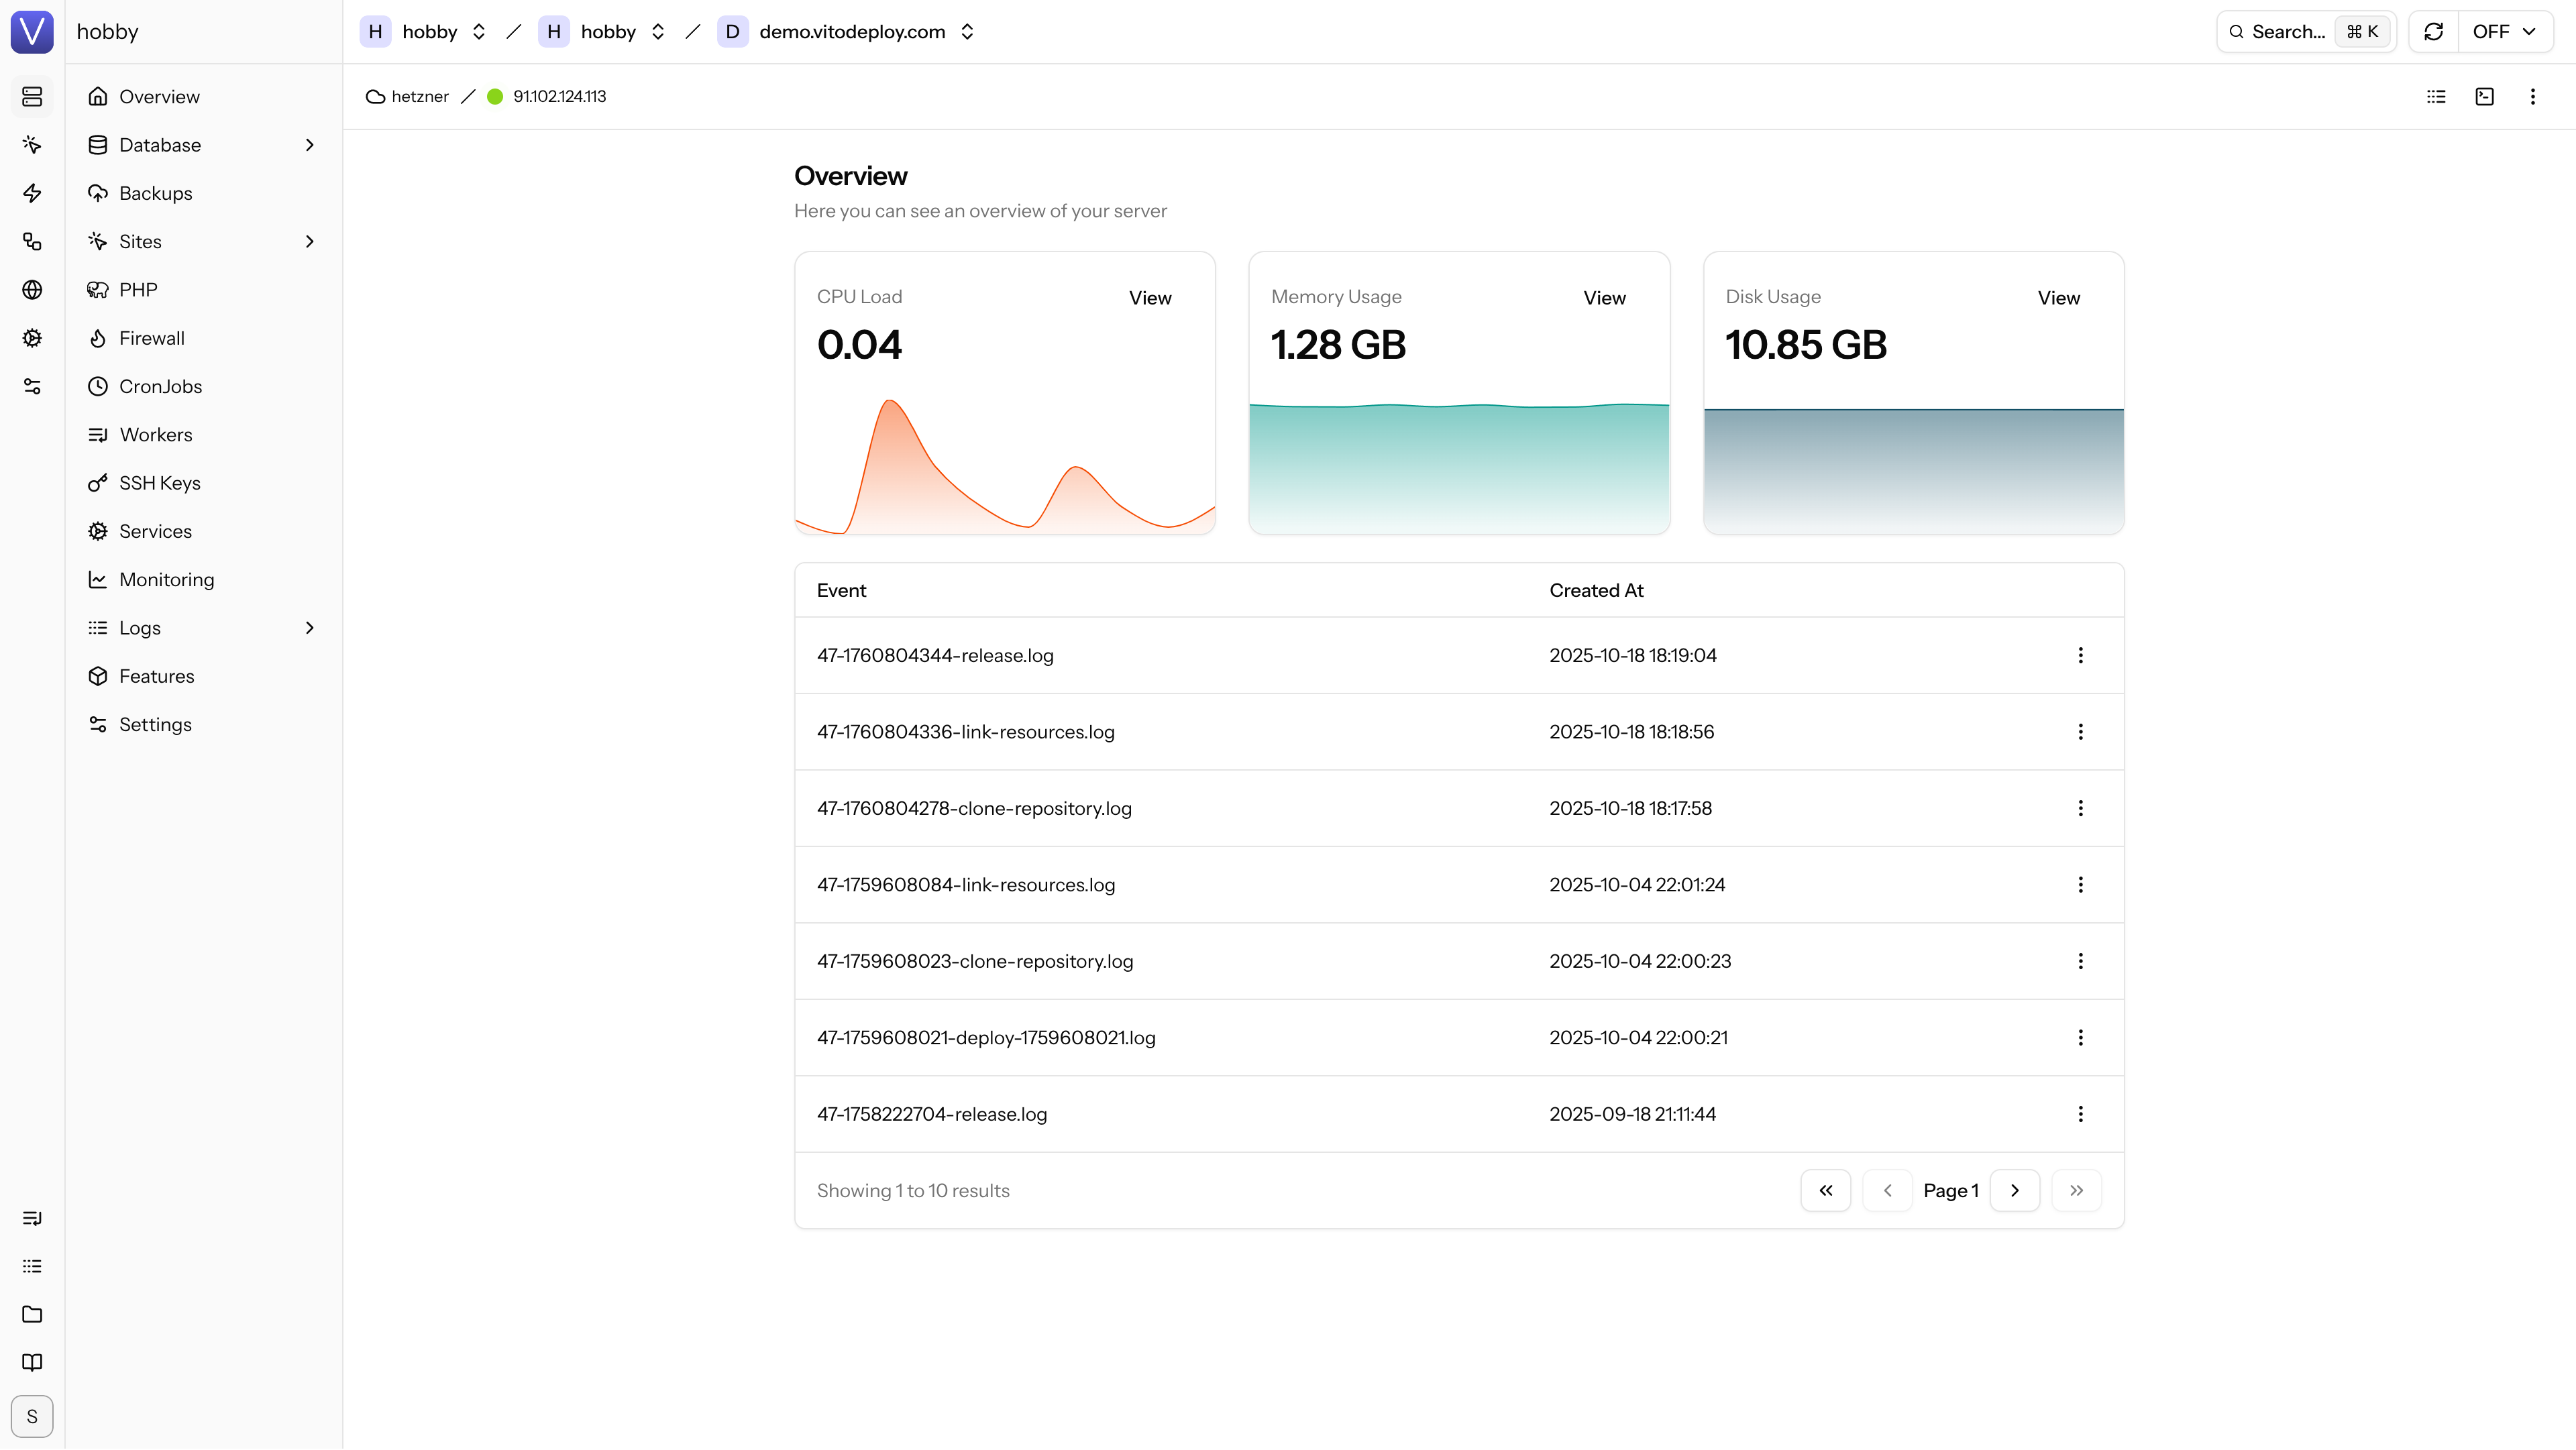 V hobby H hobby / H hobby / D demo.vitodeploy.com Search... ⌘ K OFF
hetzner / 91.102.124.113
Overview
Database
Backups
Sites
PHP
Firewall
CronJobs
Workers
SSH Keys
Services
Monitoring
Logs
Features
Settings
S
Overview
Here you can see an overview of your server
CPU Load View
0.04
Memory Usage View
1.28 GB
Disk Usage View
10.85 GB
Event Created At
47-1760804344-release.log 2025-10-18 18:19:04
47-1760804336-link-resources.log 2025-10-18 18:18:56
47-1760804278-clone-repository.log 2025-10-18 18:17:58
47-1759608084-link-resources.log 2025-10-04 22:01:24
47-1759608023-clone-repository.log 2025-10-04 22:00:23
47-1759608021-deploy-1759608021.log 2025-10-04 22:00:21
47-1758222704-release.log 2025-09-18 21:11:44
Showing 1 to 10 results Page 1